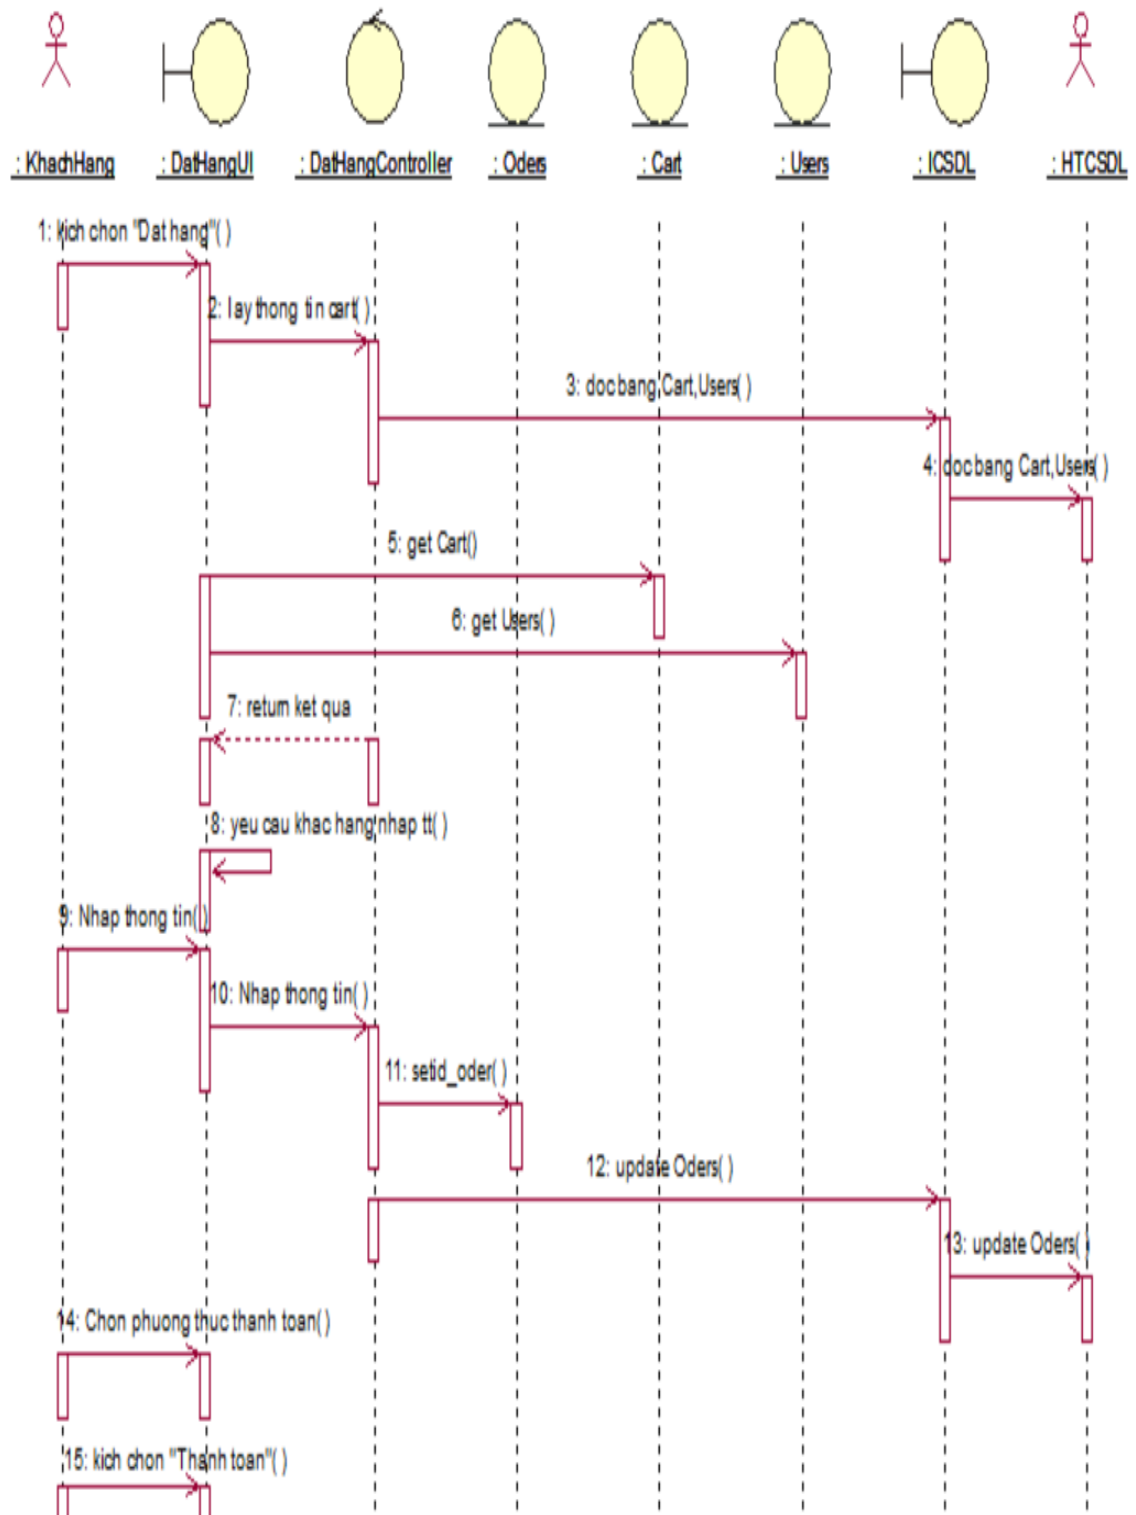 : KhachHang
: DatHangUI
: DatHangController
: Oders
: Cart
: Users
: ICSDL
: HTCSDL
1: kich chon "Dat hang"( )
2: lay thong tin cart( )
3: doc bang Cart,Users( )
4: doc bang Cart,Users( )
5: get Cart()
6: get Users( )
7: return ket qua
8: yeu cau khac hang nhap tt( )
9: Nhap thong tin( )
10: Nhap thong tin( )
11: setid_oder( )
12: update Oders( )
13: update Oders( )
14: Chon phuong thuc thanh toan( )
15: kich chon "Thanh toan"( )